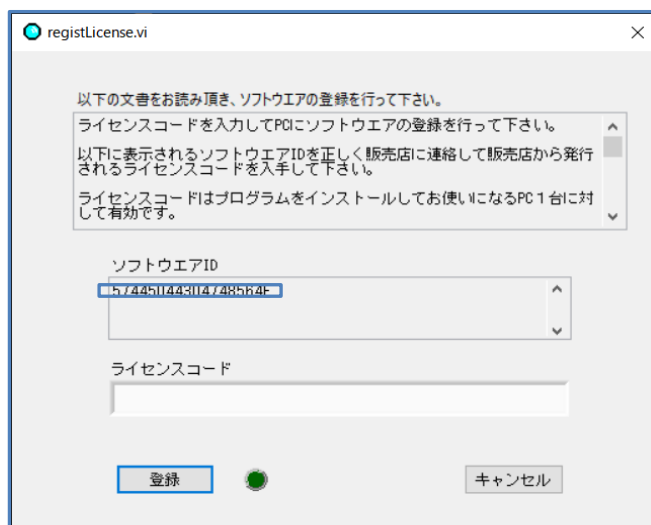 registLicense.vi
以下の文書をお読み頂き、ソフトウエアの登録を行って下さい。
ライセンスコードを入力してPCにソフトウエアの登録を行って下さい。
以下に表示されるソフトウエアIDを正しく販売店に連絡して販売店から発行
されるライセンスコードを入手して下さい。
ライセンスコードはプログラムをインストールしてお使いになるPC１台に対
して有効です。
ソフトウエアID
ライセンスコード
登録
キャンセル